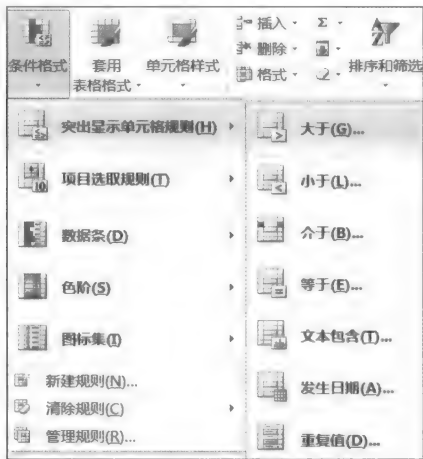 条件格式
套用
表格格式
单元格样式
插入
删除
格式
Σ
排序和筛选
突出显示单元格规则(H)
项目选取规则(T)
数据条(D)
色阶(S)
图标集(I)
新建规则(N)...
清除规则(C)
管理规则(R)...
大于(G)...
小于(L)...
介于(B)...
等于(E)...
文本包含(T)...
发生日期(A)...
重复值(D)...